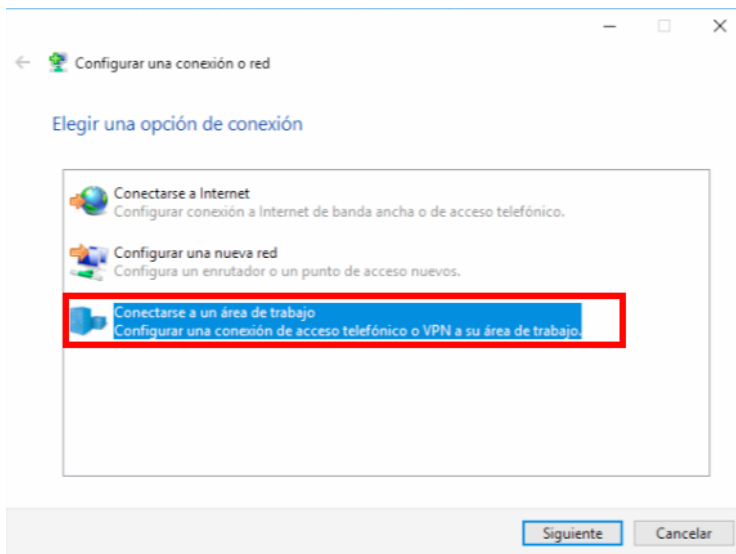 Configurar una conexión o red
Elegir una opción de conexión
Conectarse a Internet
Configurar conexión a Internet de banda ancha o de acceso telefónico.
Configurar una nueva red
Configura un enrutador o un punto de acceso nuevos.
Conectarse a un área de trabajo
Configurar una conexión de acceso telefónico o VPN a su área de trabajo.
Siguiente
Cancelar